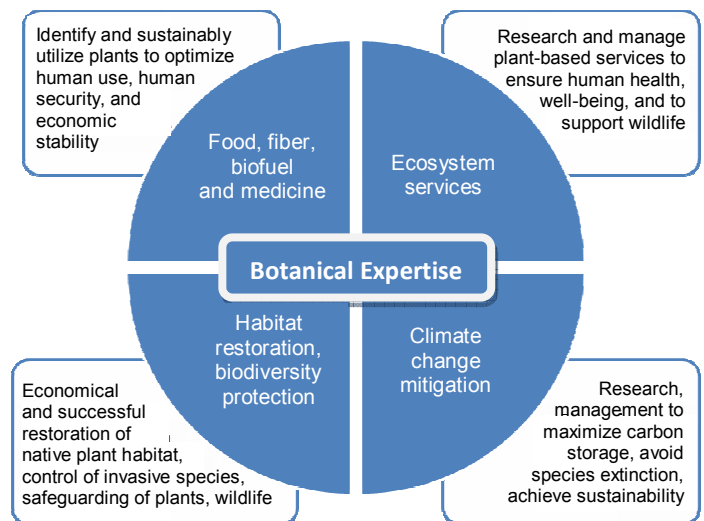 Identify and sustainably
utilize plants to optimize
human use, human
security, and
economic
stability
Research and manage
plant-based services to
ensure human health,
well-being, and to
support wildlife
Food, fiber,
biofuel
and medicine
Ecosystem
services
Botanical Expertise
Habitat
restoration,
biodiversity
protection
Climate
change
mitigation
Economical
and successful
restoration of
native plant habitat,
control of invasive species,
safeguarding of plants, wildlife
Research,
management to
maximize carbon
storage, avoid
species extinction,
achieve sustainability